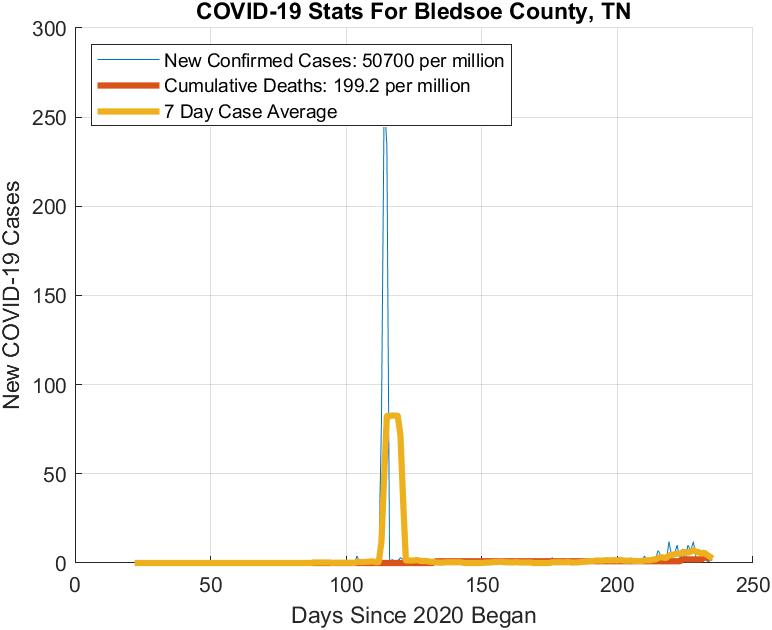 COVID-19 Stats For Bledsoe County, TN
300
250
200
150
100
50
0
New COVID-19 Cases
New Confirmed Cases: 50700 per million
Cumulative Deaths: 199.2 per million
7 Day Case Average
0 50 100 150 200 250
Days Since 2020 Began